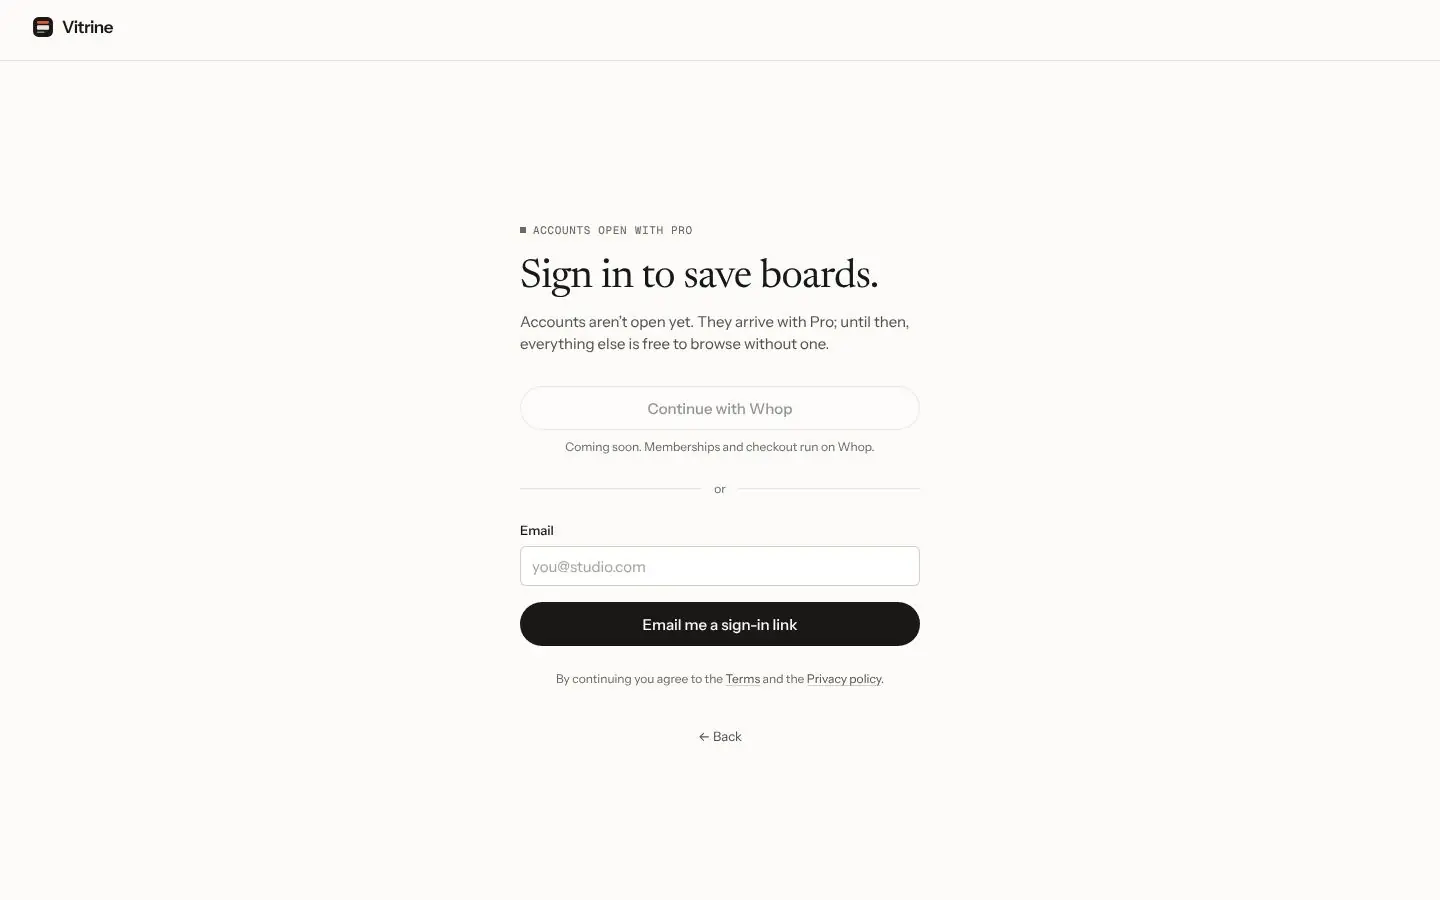 Vitrine
ACCOUNTS OPEN WITH PRO
Sign in to save boards.
Accounts aren’t open yet. They arrive with Pro; until then,
everything else is free to browse without one.
Continue with Whop
Coming soon. Memberships and checkout run on Whop.
or
Email
you@studio.com
Email me a sign-in link
By continuing you agree to the Terms and the Privacy policy.
← Back